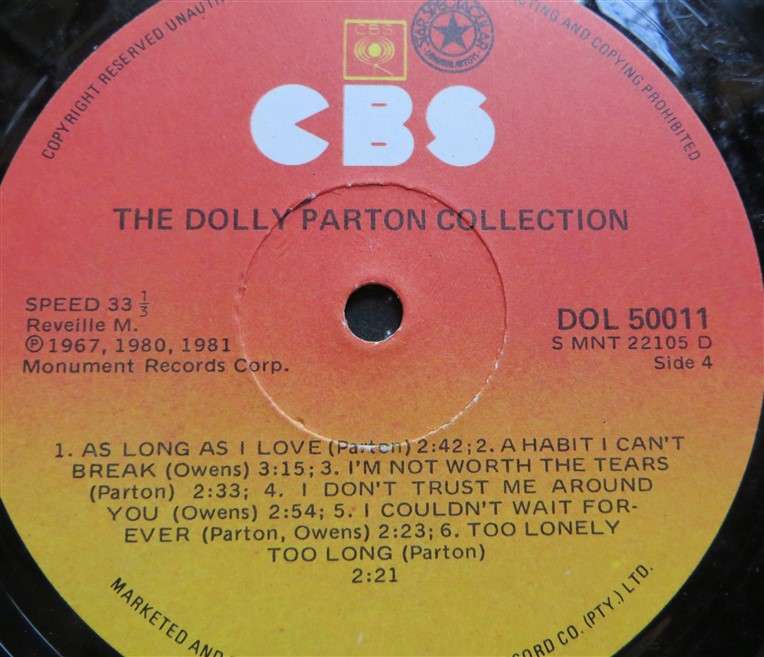 COPYRIGHT RESERVED UNAUTH
TING AND COPYING PROHIBITED
CBS
STAR SPECTACULAR
CBS
THE DOLLY PARTON COLLECTION
SPEED 33 1/3
Reveille M.
℗ 1967, 1980, 1981
Monument Records Corp.
DOL 50011
S MNT 22105 D
Side 4
1. AS LONG AS I LOVE (Parton) 2:42; 2. A HABIT I CAN'T
BREAK (Owens) 3:15; 3. I'M NOT WORTH THE TEARS
(Parton) 2:33; 4. I DON'T TRUST ME AROUND
YOU (Owens) 2:54; 5. I COULDN'T WAIT FOR-
EVER (Parton, Owens) 2:23; 6. TOO LONELY
TOO LONG (Parton)
2:21
MARKETED AND
ORD CO. (PTY.) LTD.